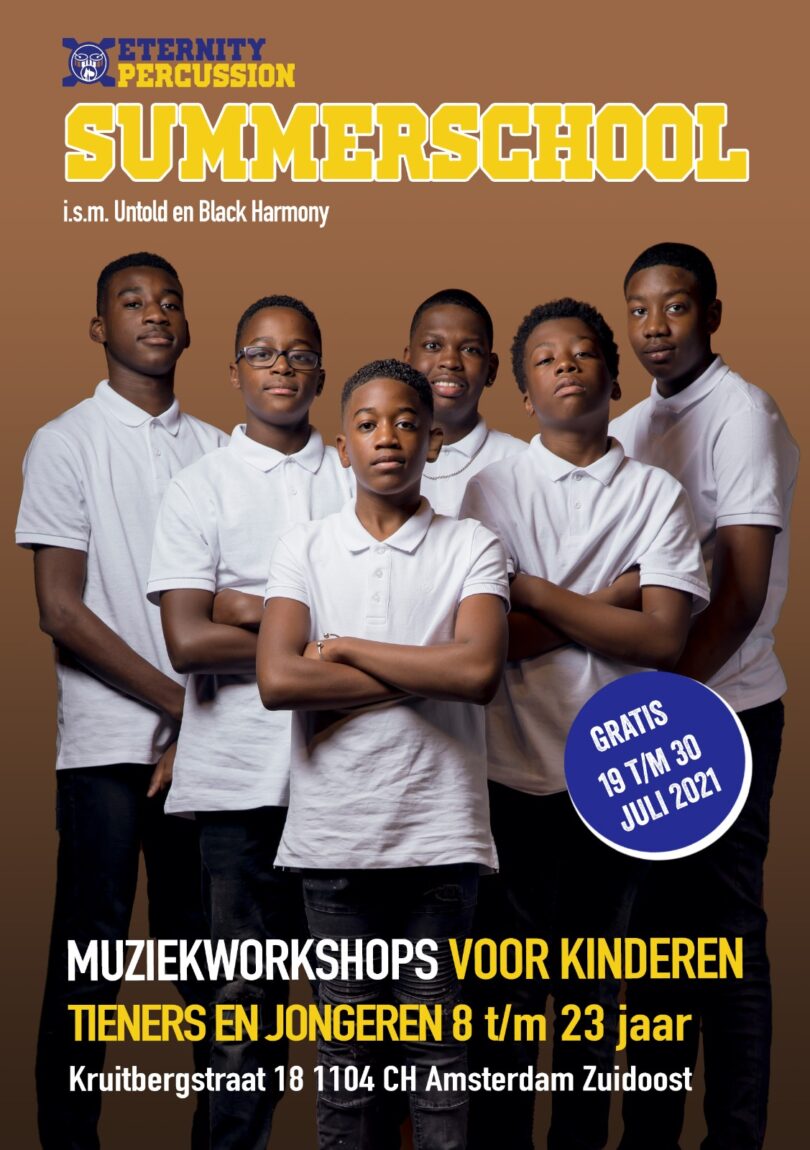 ETERNITY
PERCUSSION
SUMMERSCHOOL
i.s.m. Untold en Black Harmony
GRATIS
19 T/M 30
JULI 2021
MUZIEKWORKSHOPS VOOR KINDEREN
TIENERS EN JONGEREN 8 t/m 23 jaar
Kruitbergstraat 18 1104 CH Amsterdam Zuidoost